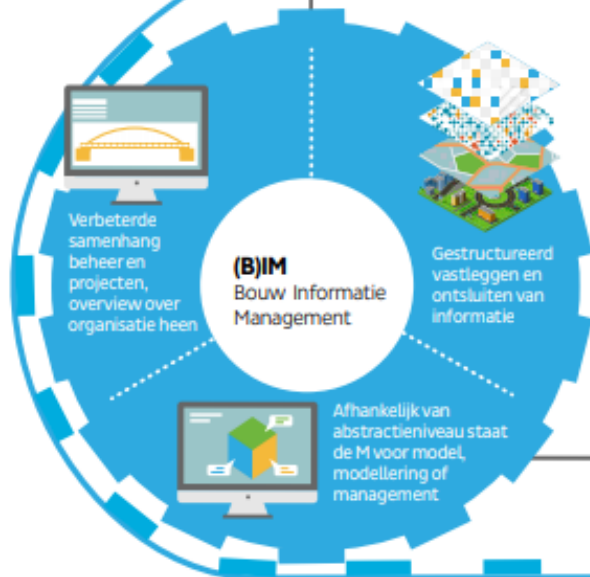 (B)IM
Bouw Informatie
Management
Verbeterde
samenhang
beheer en
projecten,
overview over
organisatie heen
Gestructureerd
vastleggen en
ontsluiten van
informatie
Afhankelijk van
abstractieniveau staat
de M voor model,
modellering of
management